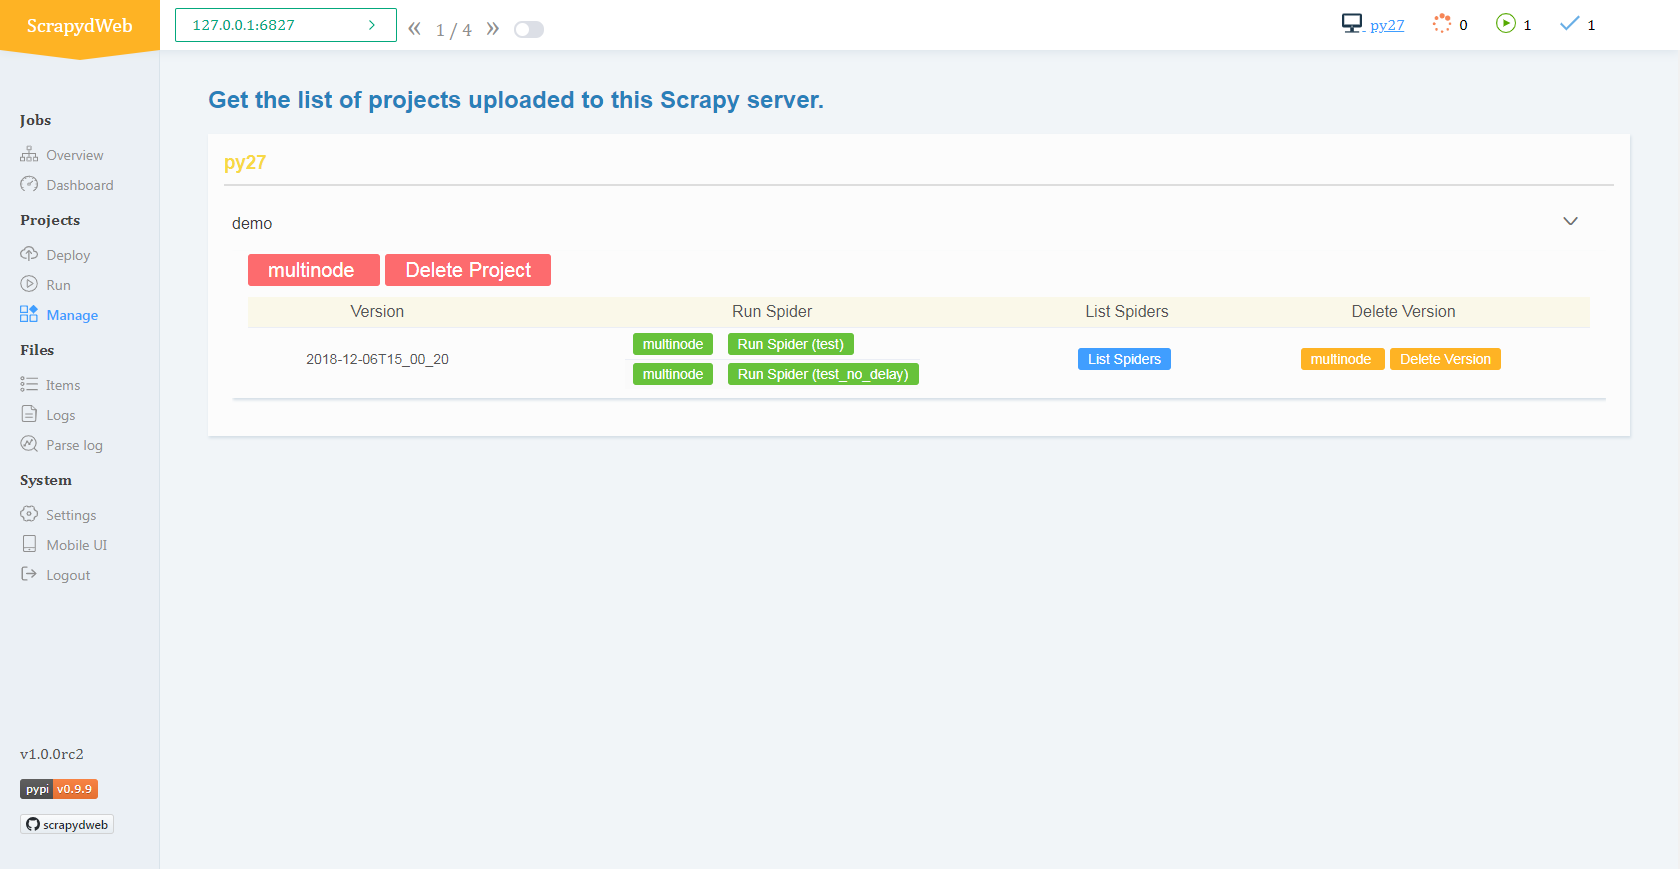 ScrapydWeb
127.0.0.1:6827
1 / 4
py27
0
1
1
Jobs
Overview
Dashboard
Projects
Deploy
Run
Manage
Files
Items
Logs
Parse log
System
Settings
Mobile UI
Logout
v1.0.0rc2
pypi v0.9.9
scrapydweb
Get the list of projects uploaded to this Scrapy server.
py27
demo
multinode Delete Project
Version Run Spider List Spiders Delete Version
2018-12-06T15_00_20
multinode Run Spider (test)
multinode Run Spider (test_no_delay)
List Spiders
multinode Delete Version